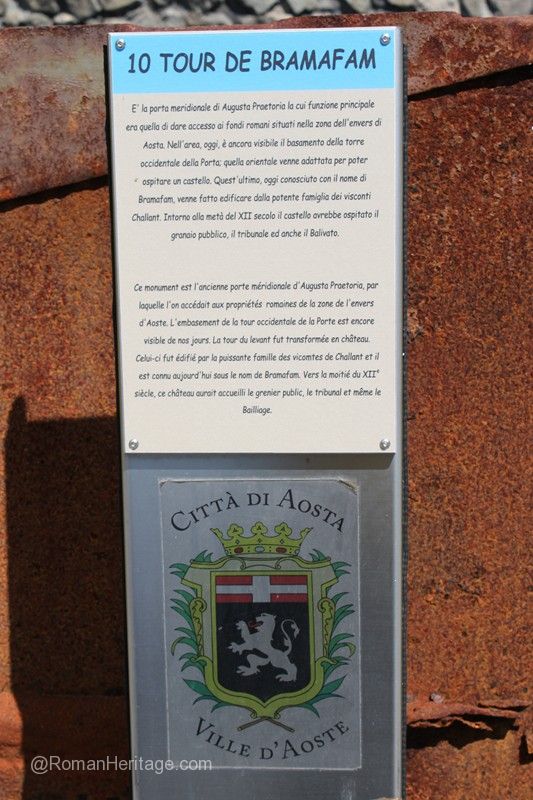 10 TOUR DE BRAMAFAM
E' la porta meridionale di Augusta Praetoria la cui funzione principale
era quella di dare accesso ai fondi romani situati nella zona dell'envers di
Aosta. Nell'area, oggi, è ancora visibile il basamento della torre
occidentale della Porta; quella orientale venne adattata per poter
ospitare un castello. Quest'ultimo, oggi conosciuto con il nome di
Bramafam, venne fatto edificare dalla potente famiglia dei visconti
Challant. Intorno alla metà del XII secolo il castello avrebbe ospitato il
granaio pubblico, il tribunale ed anche il Balivato.
Ce monument est l'ancienne porte méridionale d'Augusta Praetoria, par
laquelle l'on accédait aux propriétés romaines de la zone de l'envers
d'Aoste. L'embasement de la tour occidentale de la Porte est encore
visible de nos jours. La tour du levant fut transformée en château.
Celui-ci fut édifié par la puissante famille des vicomtes de Challant et il
est connu aujourd'hui sous le nom de Bramafam. Vers la moitié du XIIe
siècle, ce château aurait accueilli le grenier public, le tribunal et même le
Bailliage.
CITTÀ DI AOSTA
VILLE D'AOSTE
@RomanHeritage.com